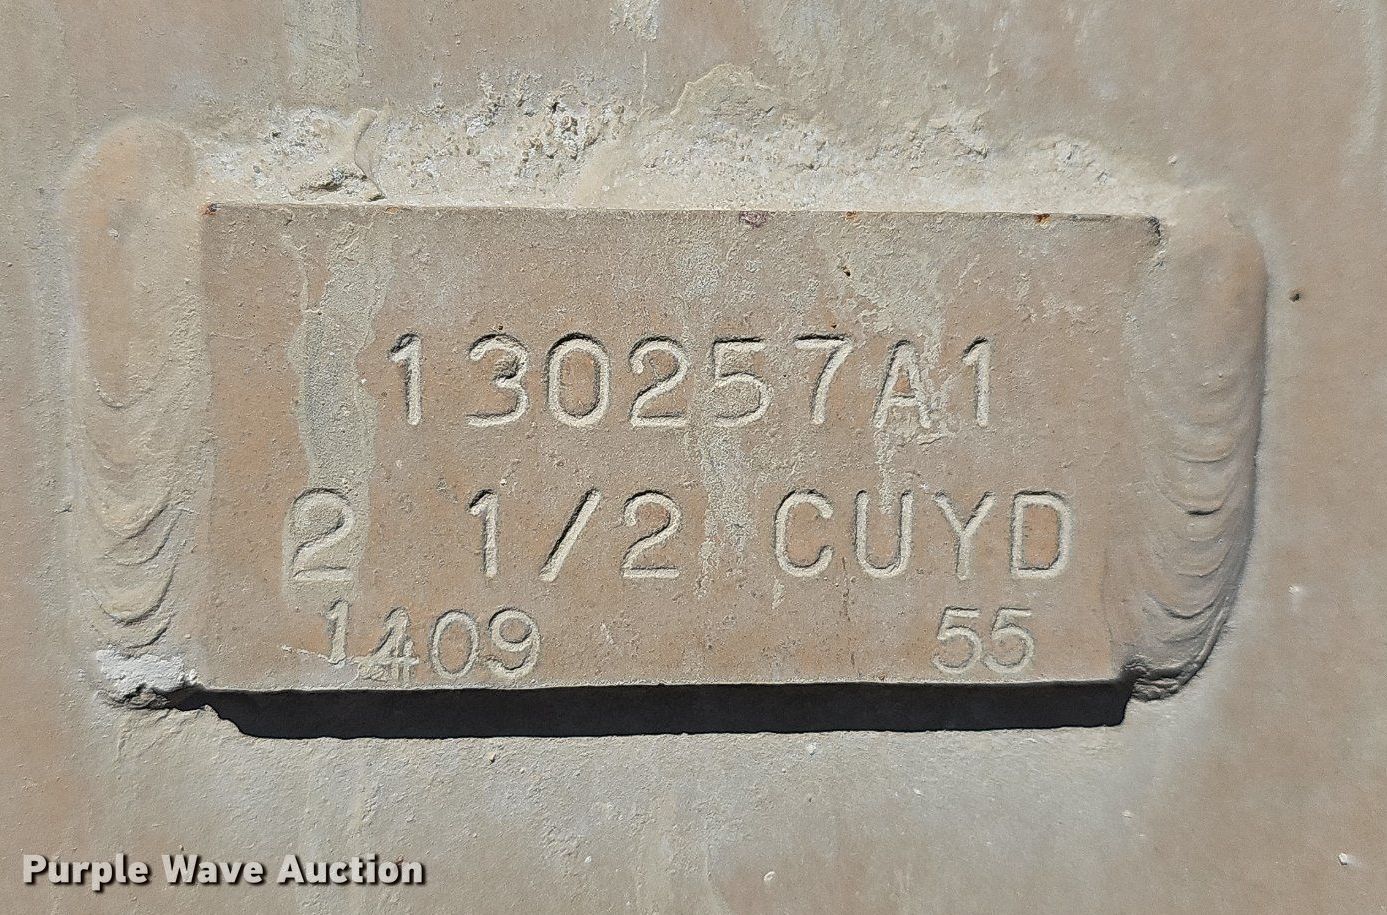 130257A1
2 1/2 CUYD
1409 55
Purple Wave Auction